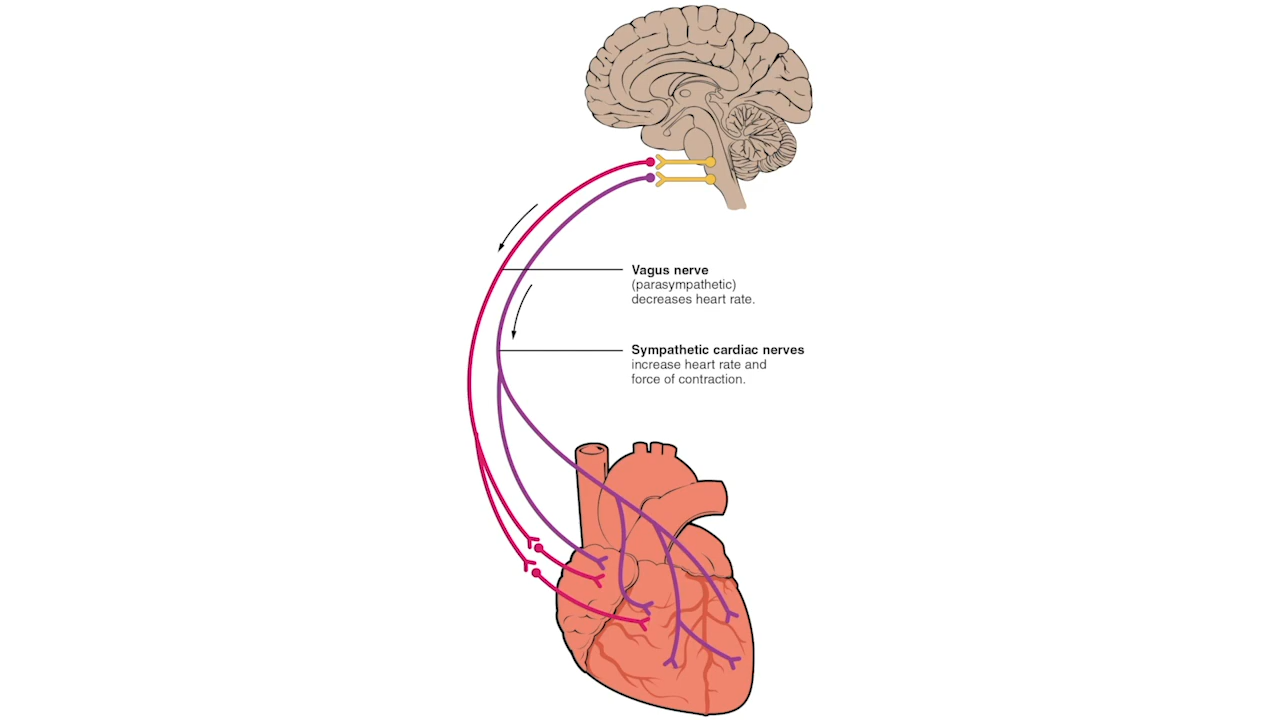 Vagus nerve
(parasympathetic)
decreases heart rate.
Sympathetic cardiac nerves
increase heart rate and
force of contraction.